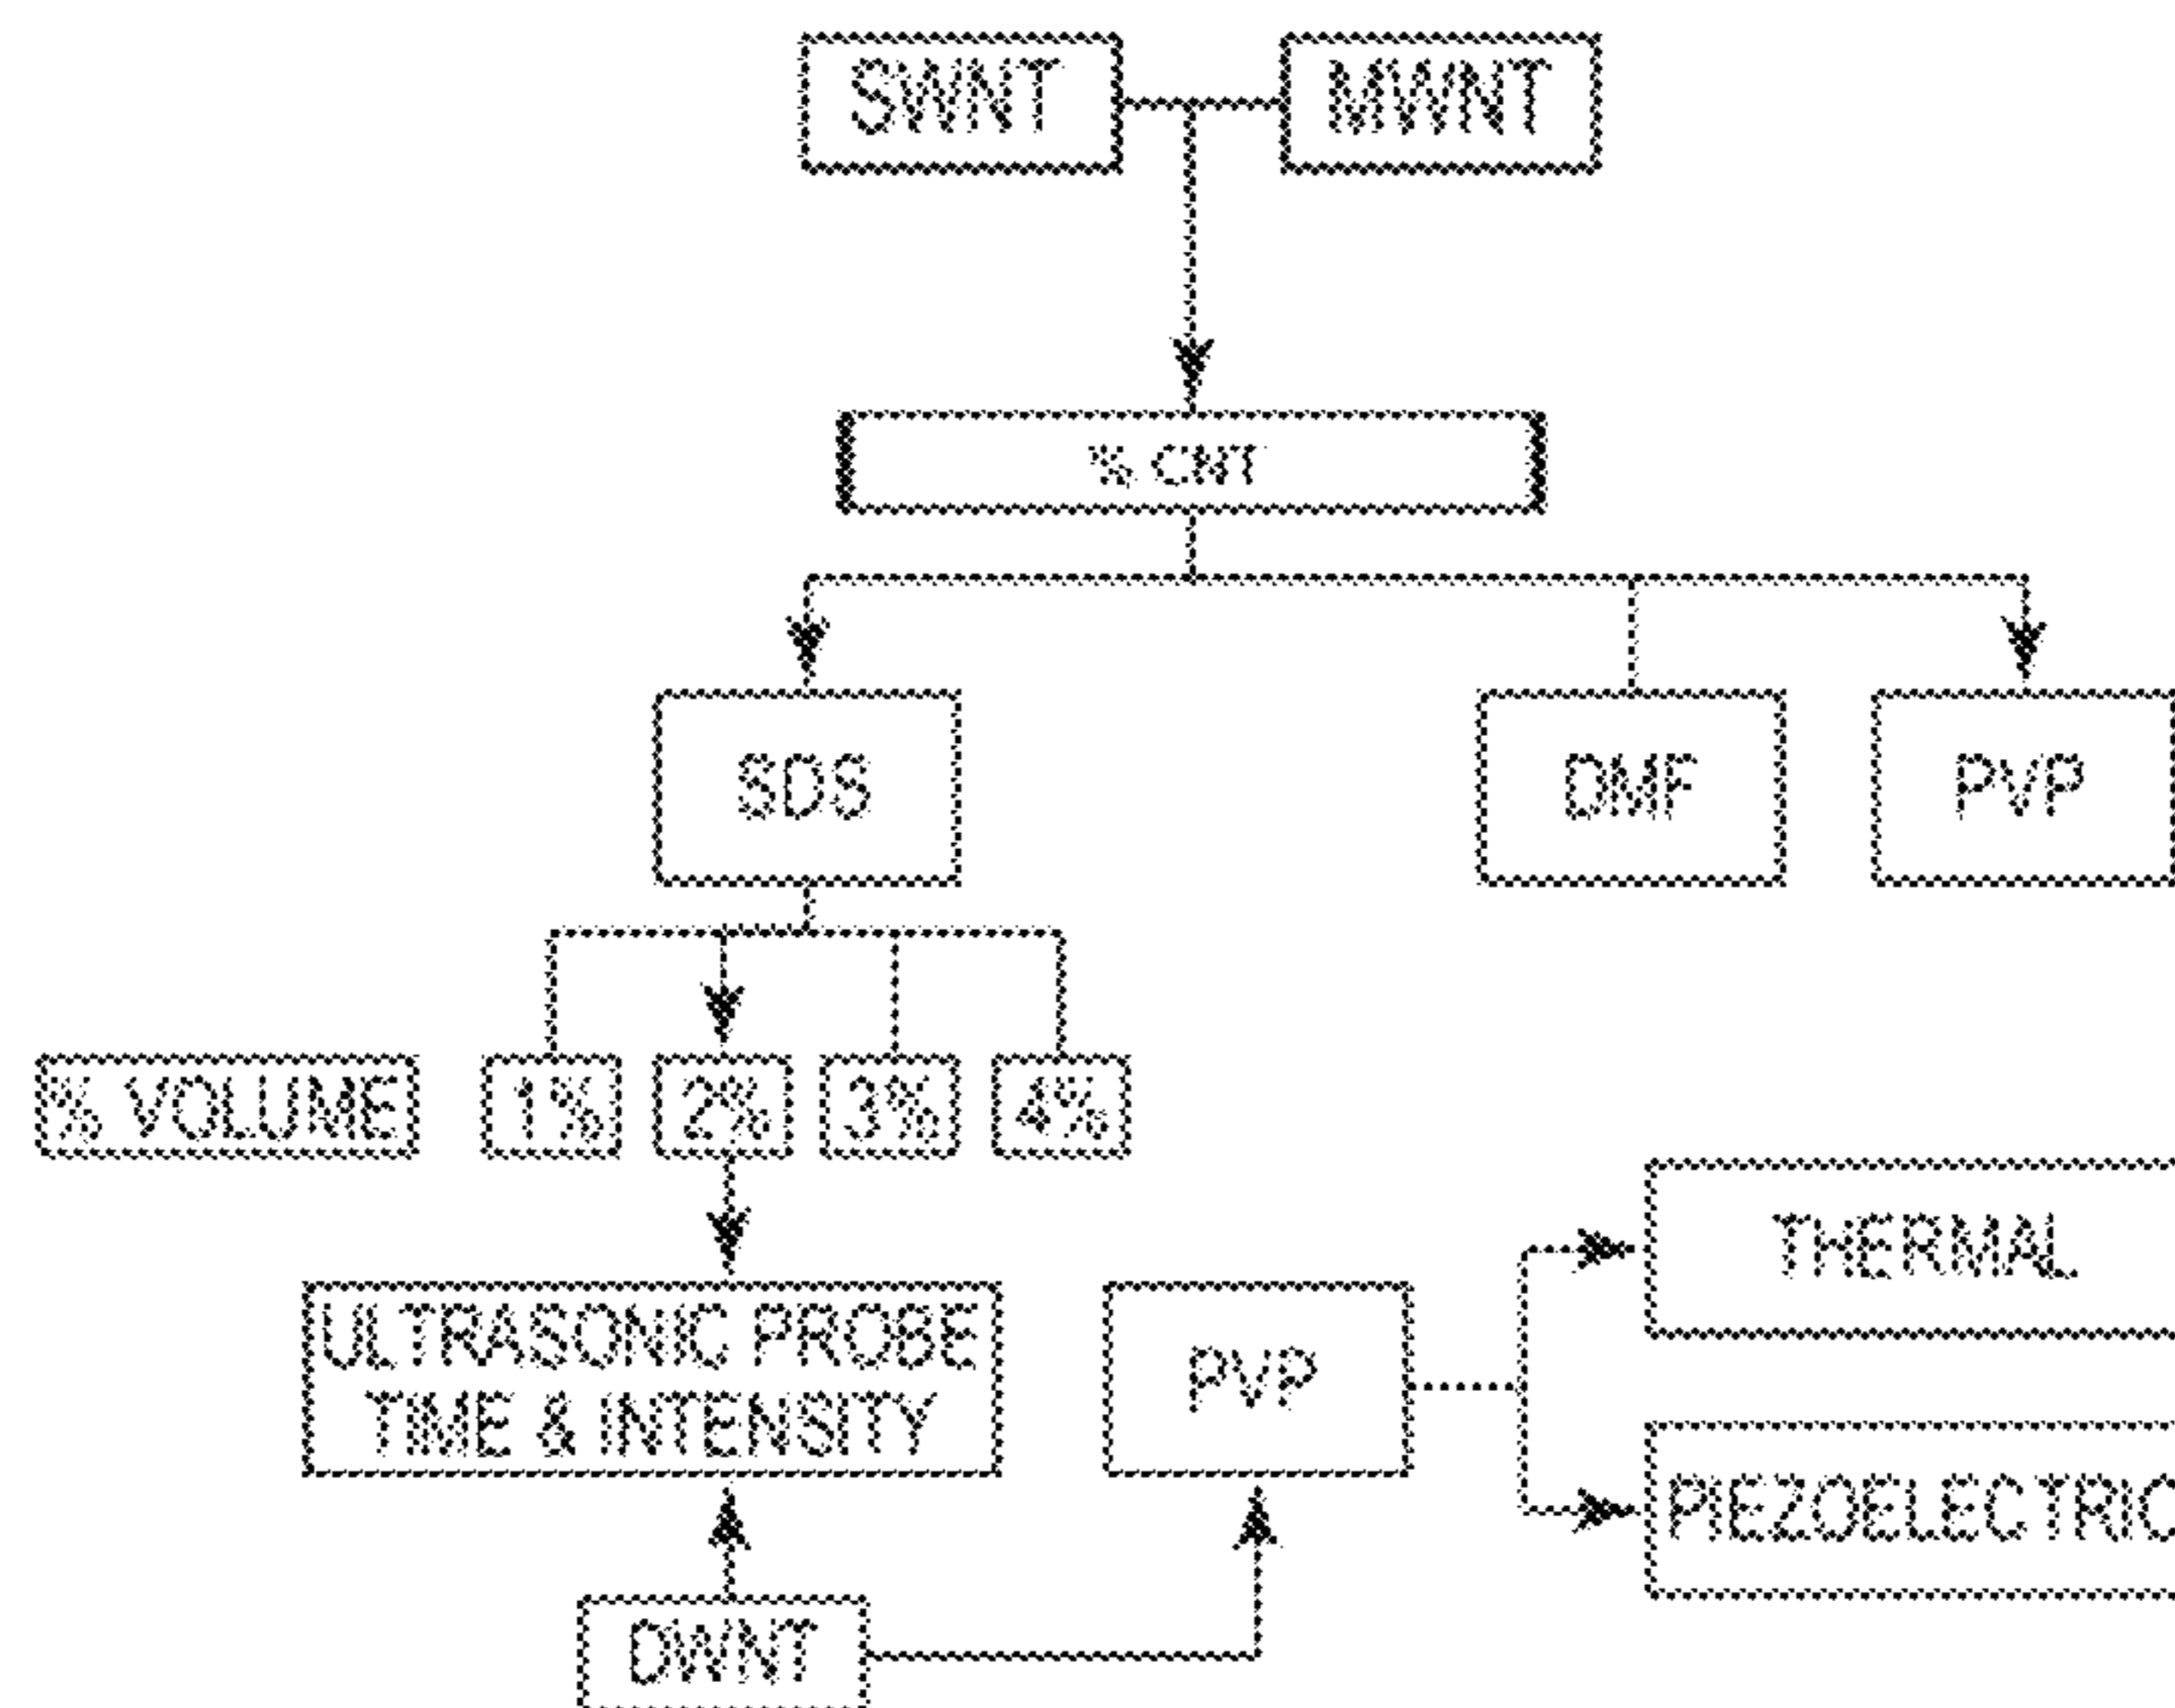 SWNT
MWNT
% CNT
SDS
DMF
PVP
% VOLUME
1%
2%
3%
4%
THERMAL
ULTRASONIC PROBE
TIME & INTENSITY
PVP
PIEZOELECTRIC
DWNT